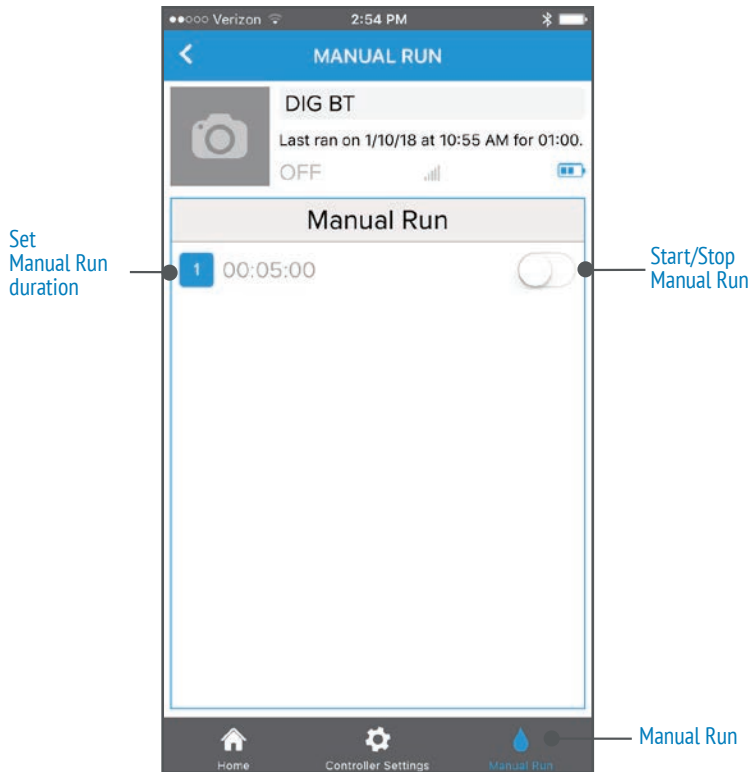 ●●○○○ Verizon 2:54 PM
MANUAL RUN
DIG BT
Last ran on 1/10/18 at 10:55 AM for 01:00.
OFF
Manual Run
Set
Manual Run
duration
1 00:05:00
Start/Stop
Manual Run
Home Controller Settings Manual Run
Manual Run